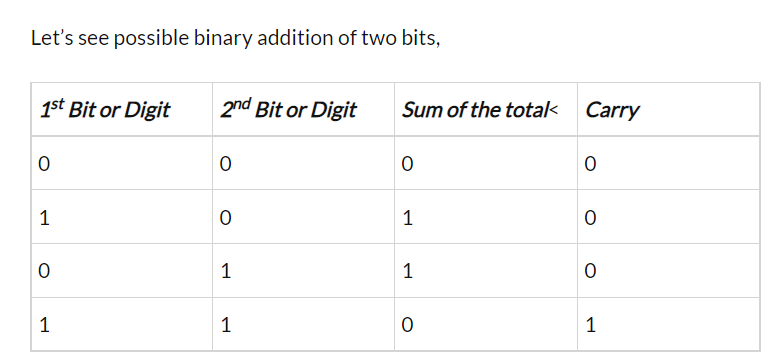 Let's see possible binary addition of two bits,
1st Bit or Digit 2nd Bit or Digit Sum of the total< Carry
0 0 0 0
1 0 1 0
0 1 1 0
1 1 0 1